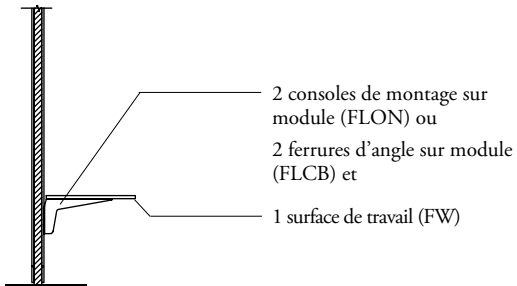 2 consoles de montage sur
module (FLON) ou
2 ferrures d'angle sur module
(FLCB) et
1 surface de travail (FW)